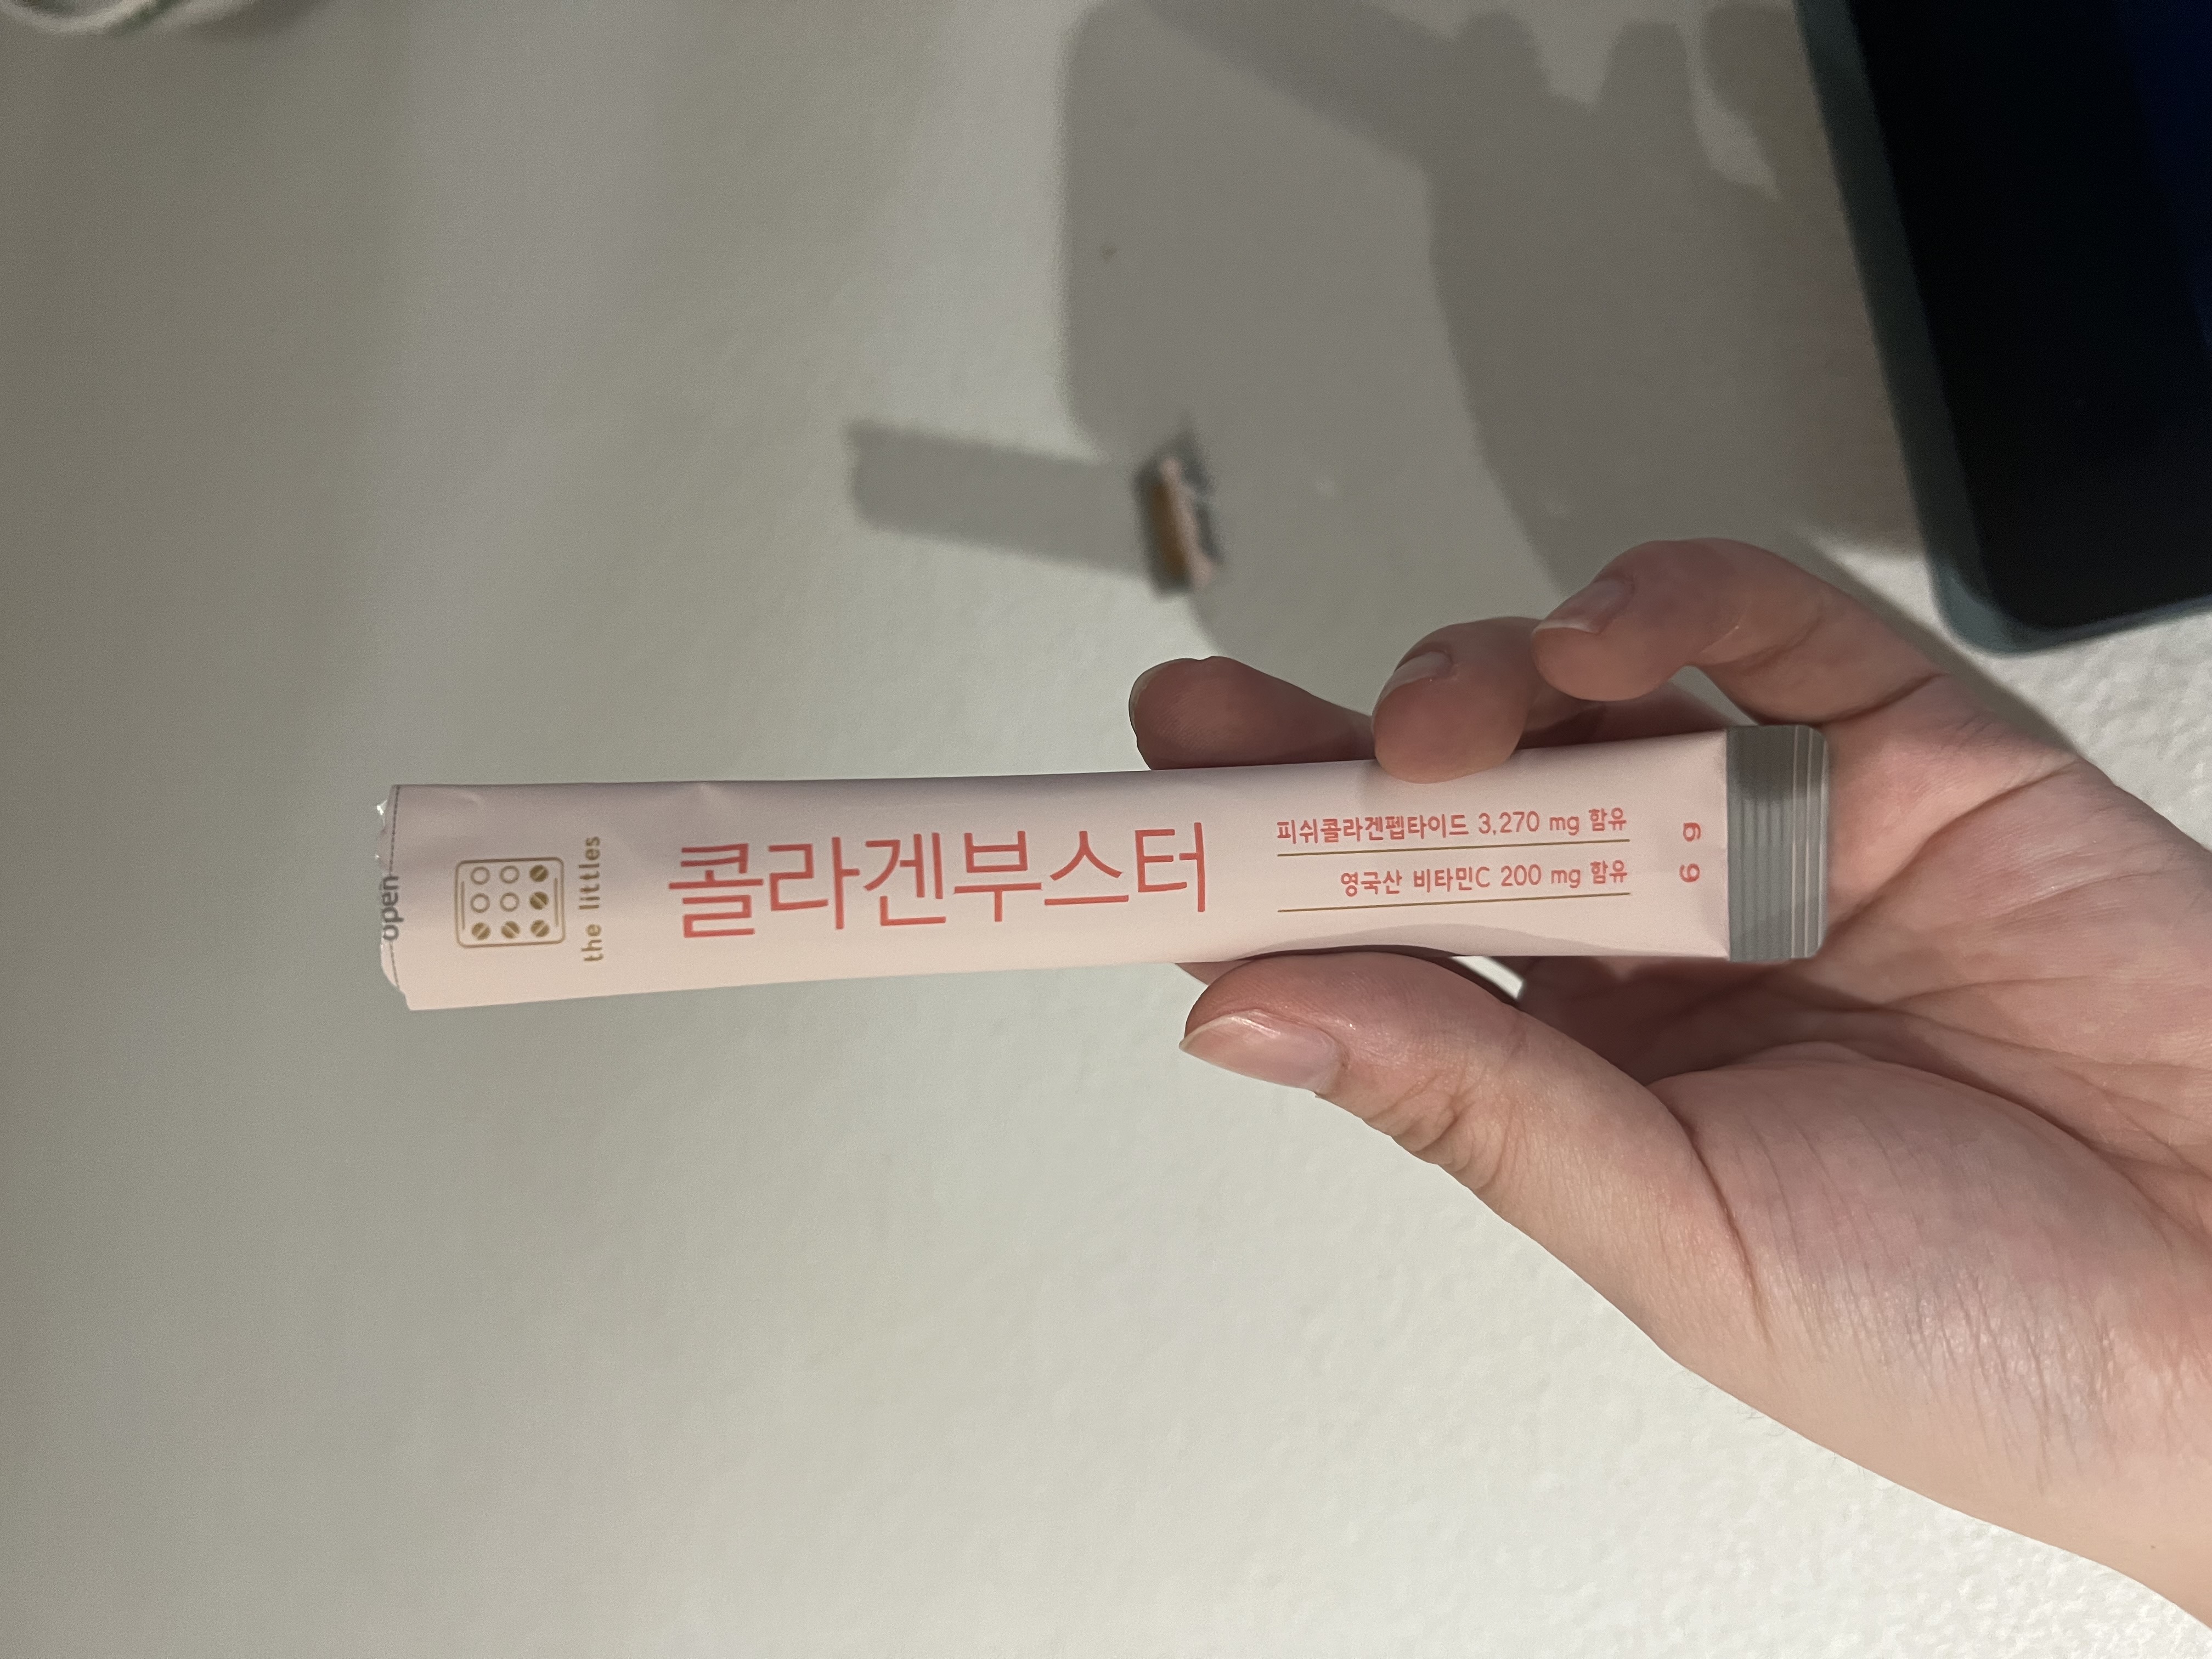 open
the littles
콜라겐부스터
피쉬콜라겐펩타이드 3,270 mg 함유
영국산 비타민C 200 mg 함유
6 g